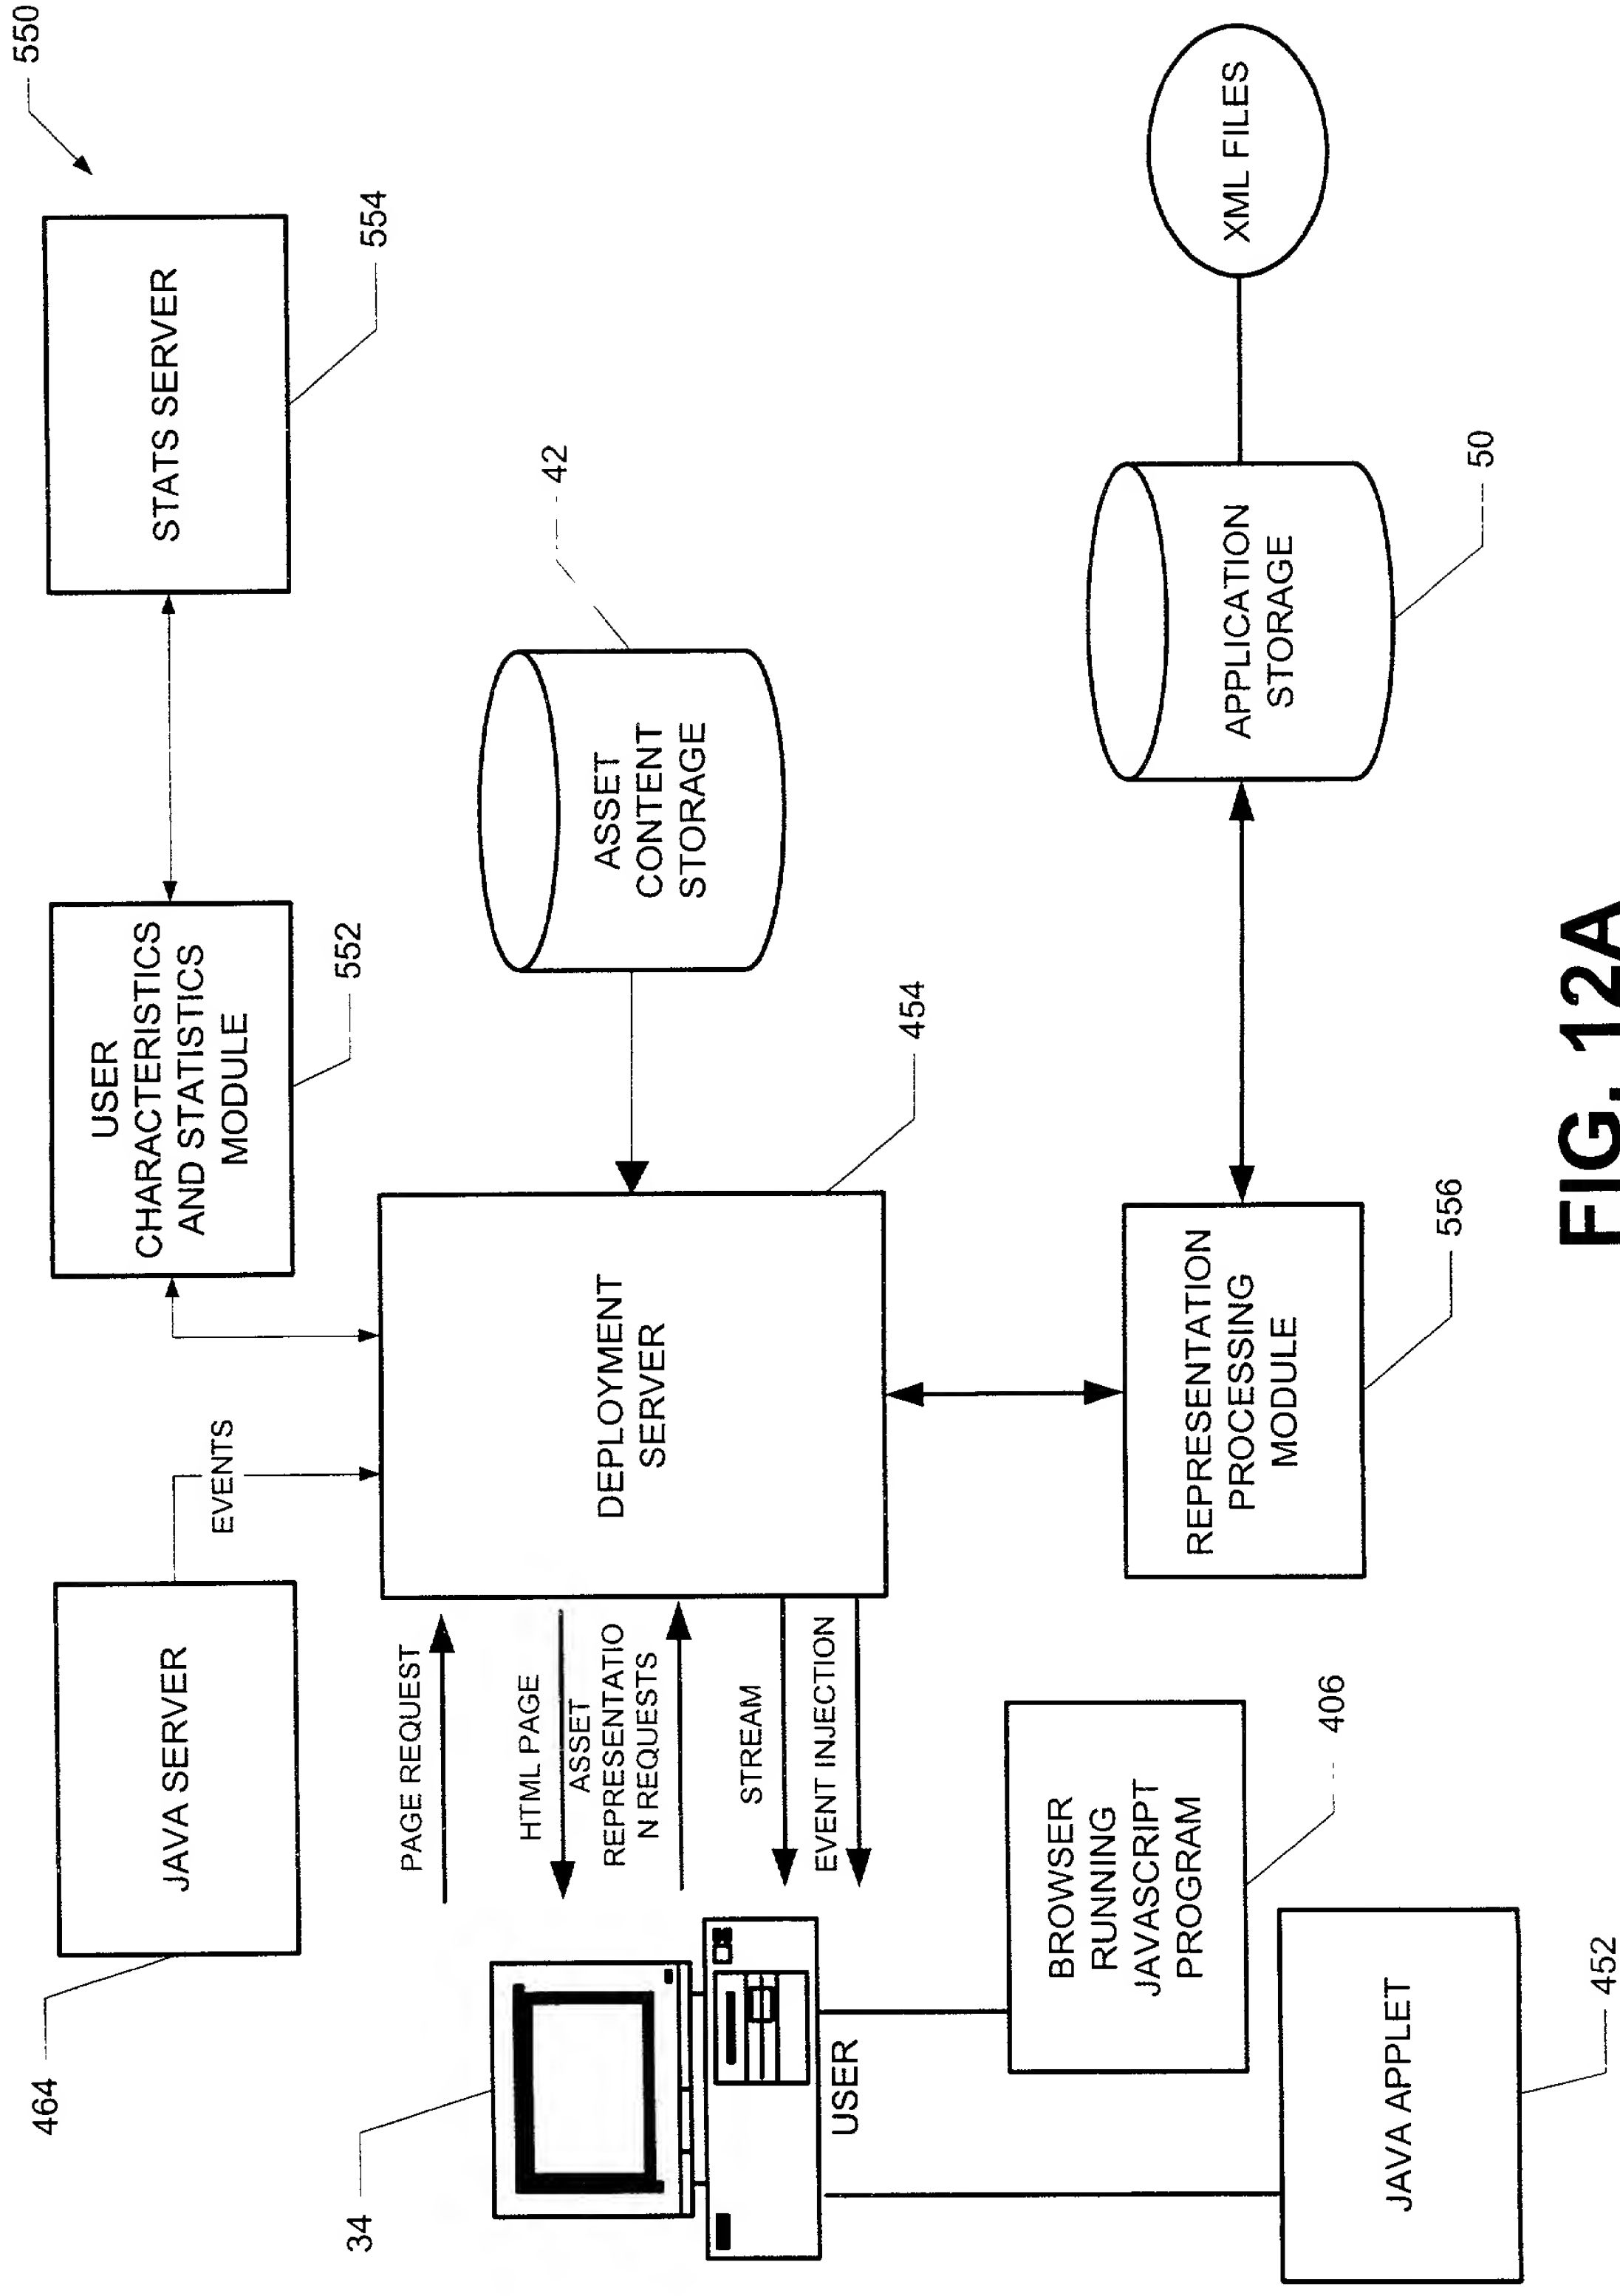 550
464
JAVA SERVER
EVENTS
USER
CHARACTERISTICS
AND STATISTICS
MODULE
552
STATS SERVER
554
34
USER
PAGE REQUEST
HTML PAGE
ASSET
REPRESENTATIO
N REQUESTS
STREAM
EVENT INJECTION
DEPLOYMENT
SERVER
454
ASSET
CONTENT
STORAGE
42
BROWSER
RUNNING
JAVASCRIPT
PROGRAM
406
JAVA APPLET
452
REPRESENTATION
PROCESSING
MODULE
556
APPLICATION
STORAGE
50
XML FILES
FIG. 12A